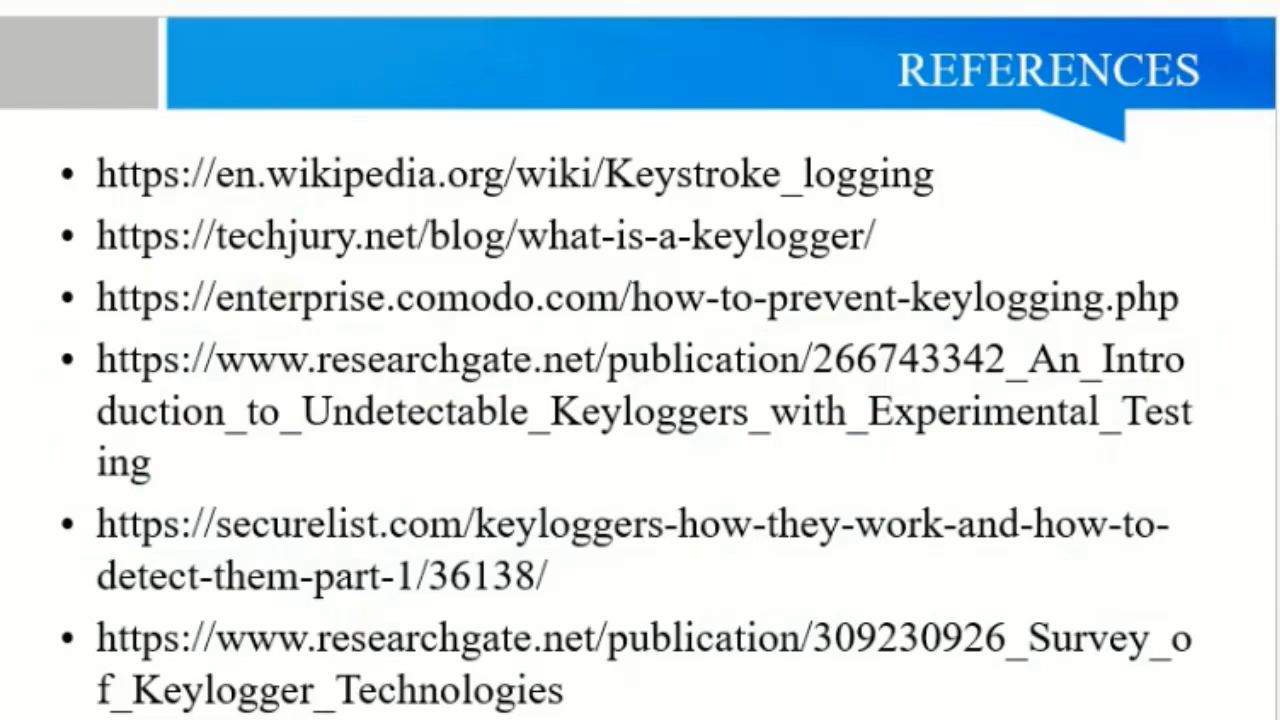 REFERENCES
• https://en.wikipedia.org/wiki/Keystroke_logging
• https://techjury.net/blog/what-is-a-keylogger/
• https://enterprise.comodo.com/how-to-prevent-keylogging.php
• https://www.researchgate.net/publication/266743342_An_Intro
duction_to_Undetectable_Keyloggers_with_Experimental_Test
ing
• https://securelist.com/keyloggers-how-they-work-and-how-to-
detect-them-part-1/36138/
• https://www.researchgate.net/publication/309230926_Survey_o
f_Keylogger_Technologies